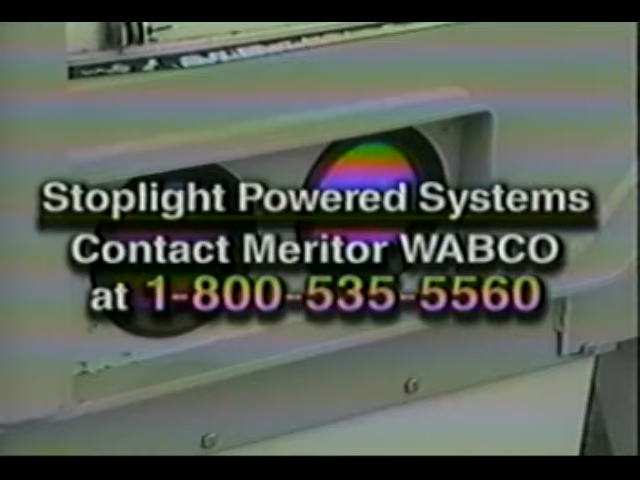 Stoplight Powered Systems
Contact Meritor WABCO
at 1-800-535-5560